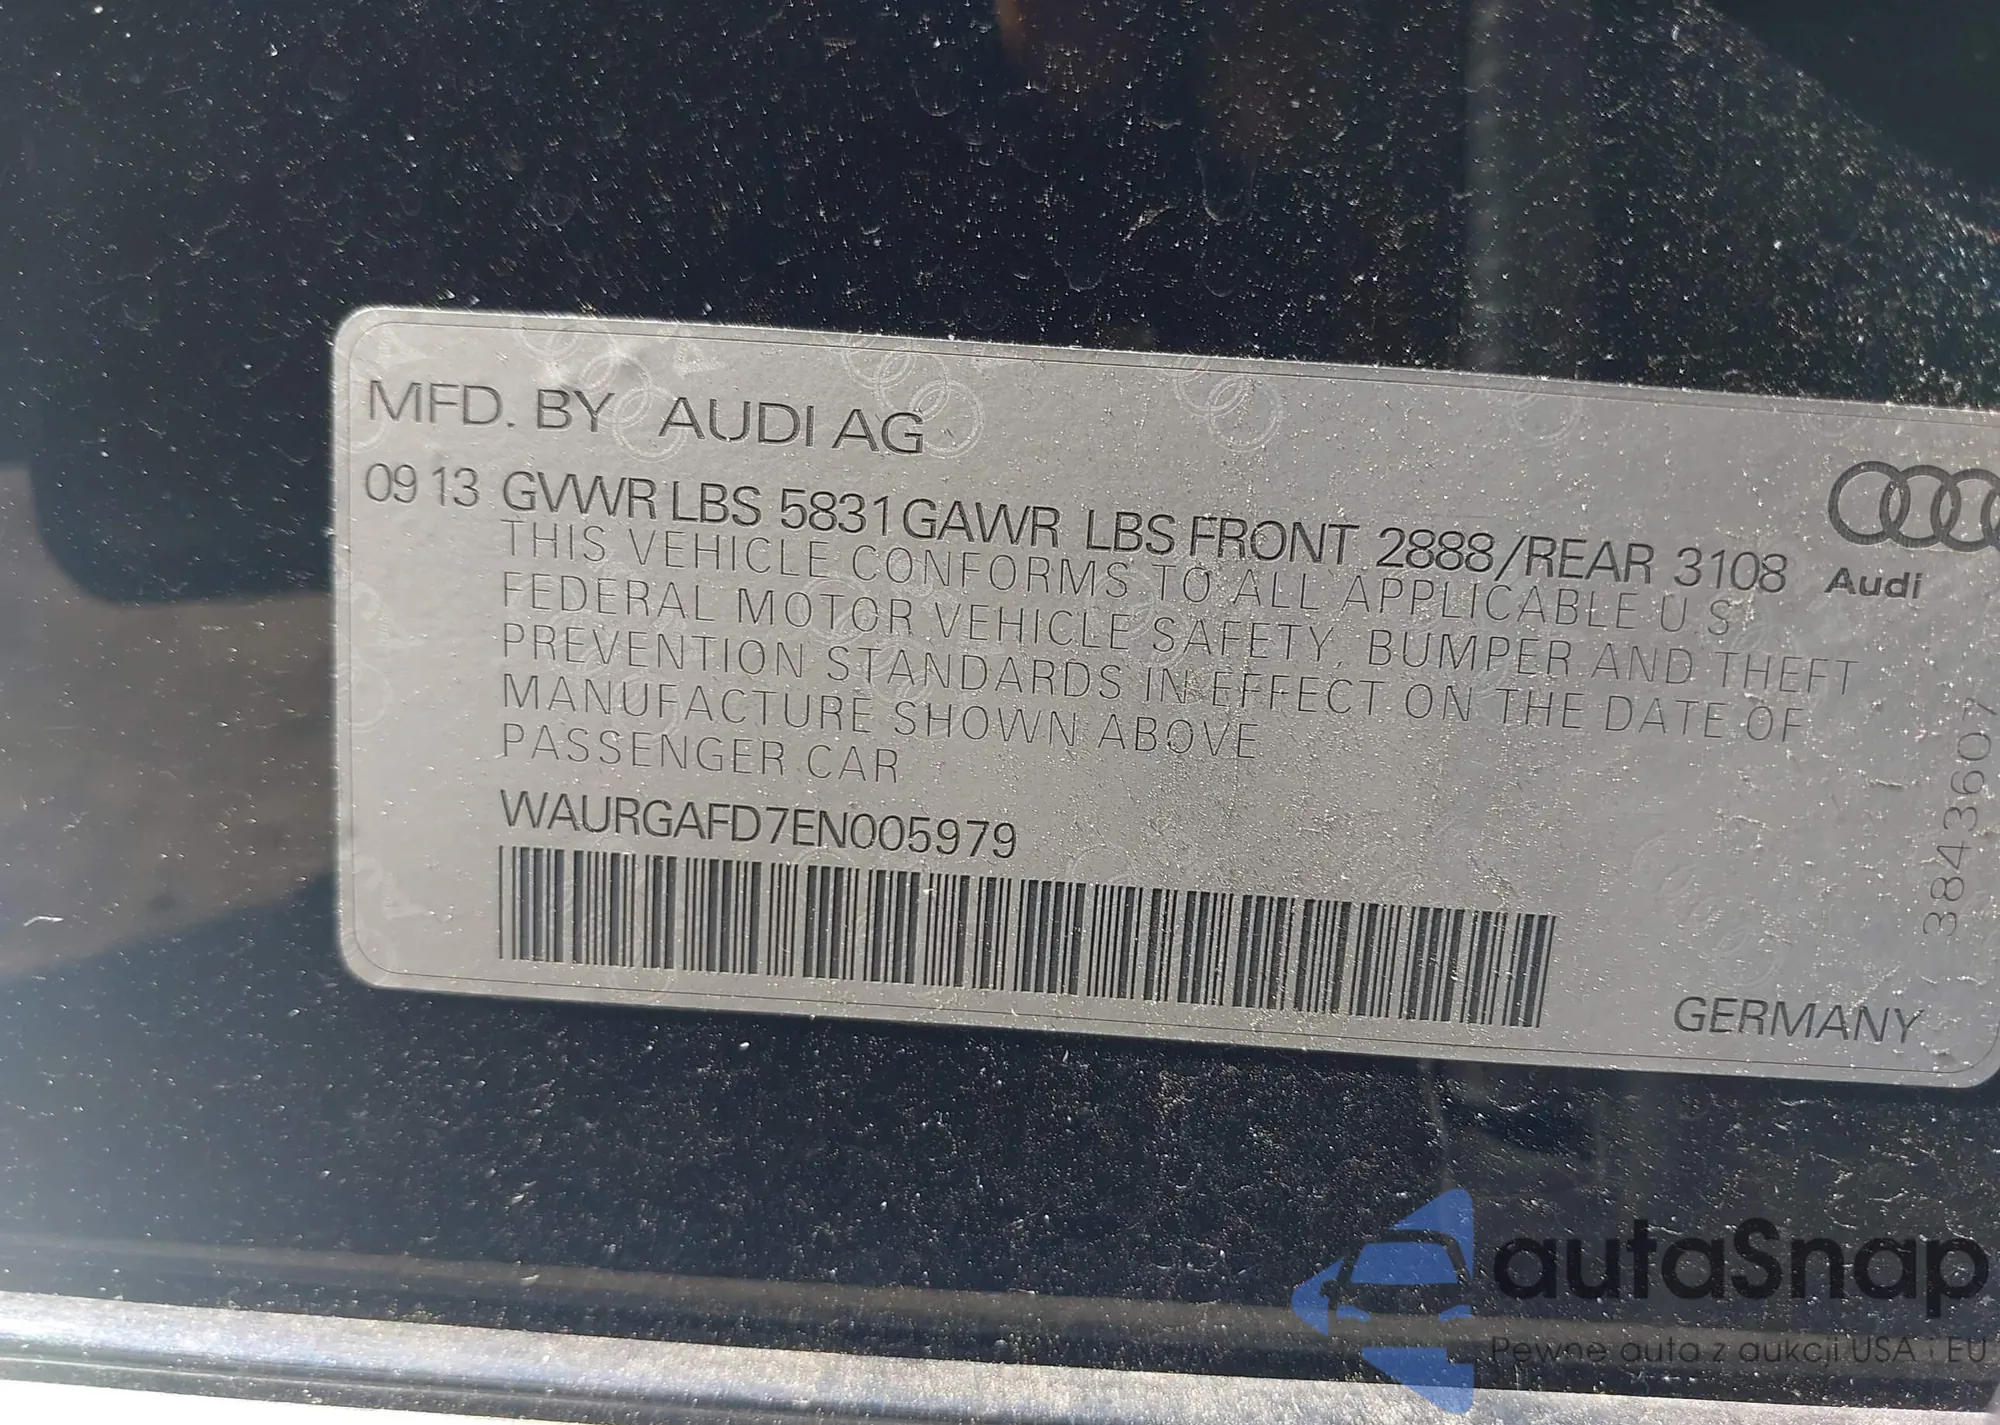 MFD. BY AUDI AG
09 13 GVWR LBS 5831 GAWR LBS FRONT 2888/REAR 3108
THIS VEHICLE CONFORMS TO ALL APPLICABLE U S
FEDERAL MOTOR VEHICLE SAFETY, BUMPER AND THEFT
PREVENTION STANDARDS IN EFFECT ON THE DATE OF
MANUFACTURE SHOWN ABOVE
PASSENGER CAR
WAURGAFD7EN005979
Audi
3843607
GERMANY
autaSnap
Pewne auta z aukcji USA i EU